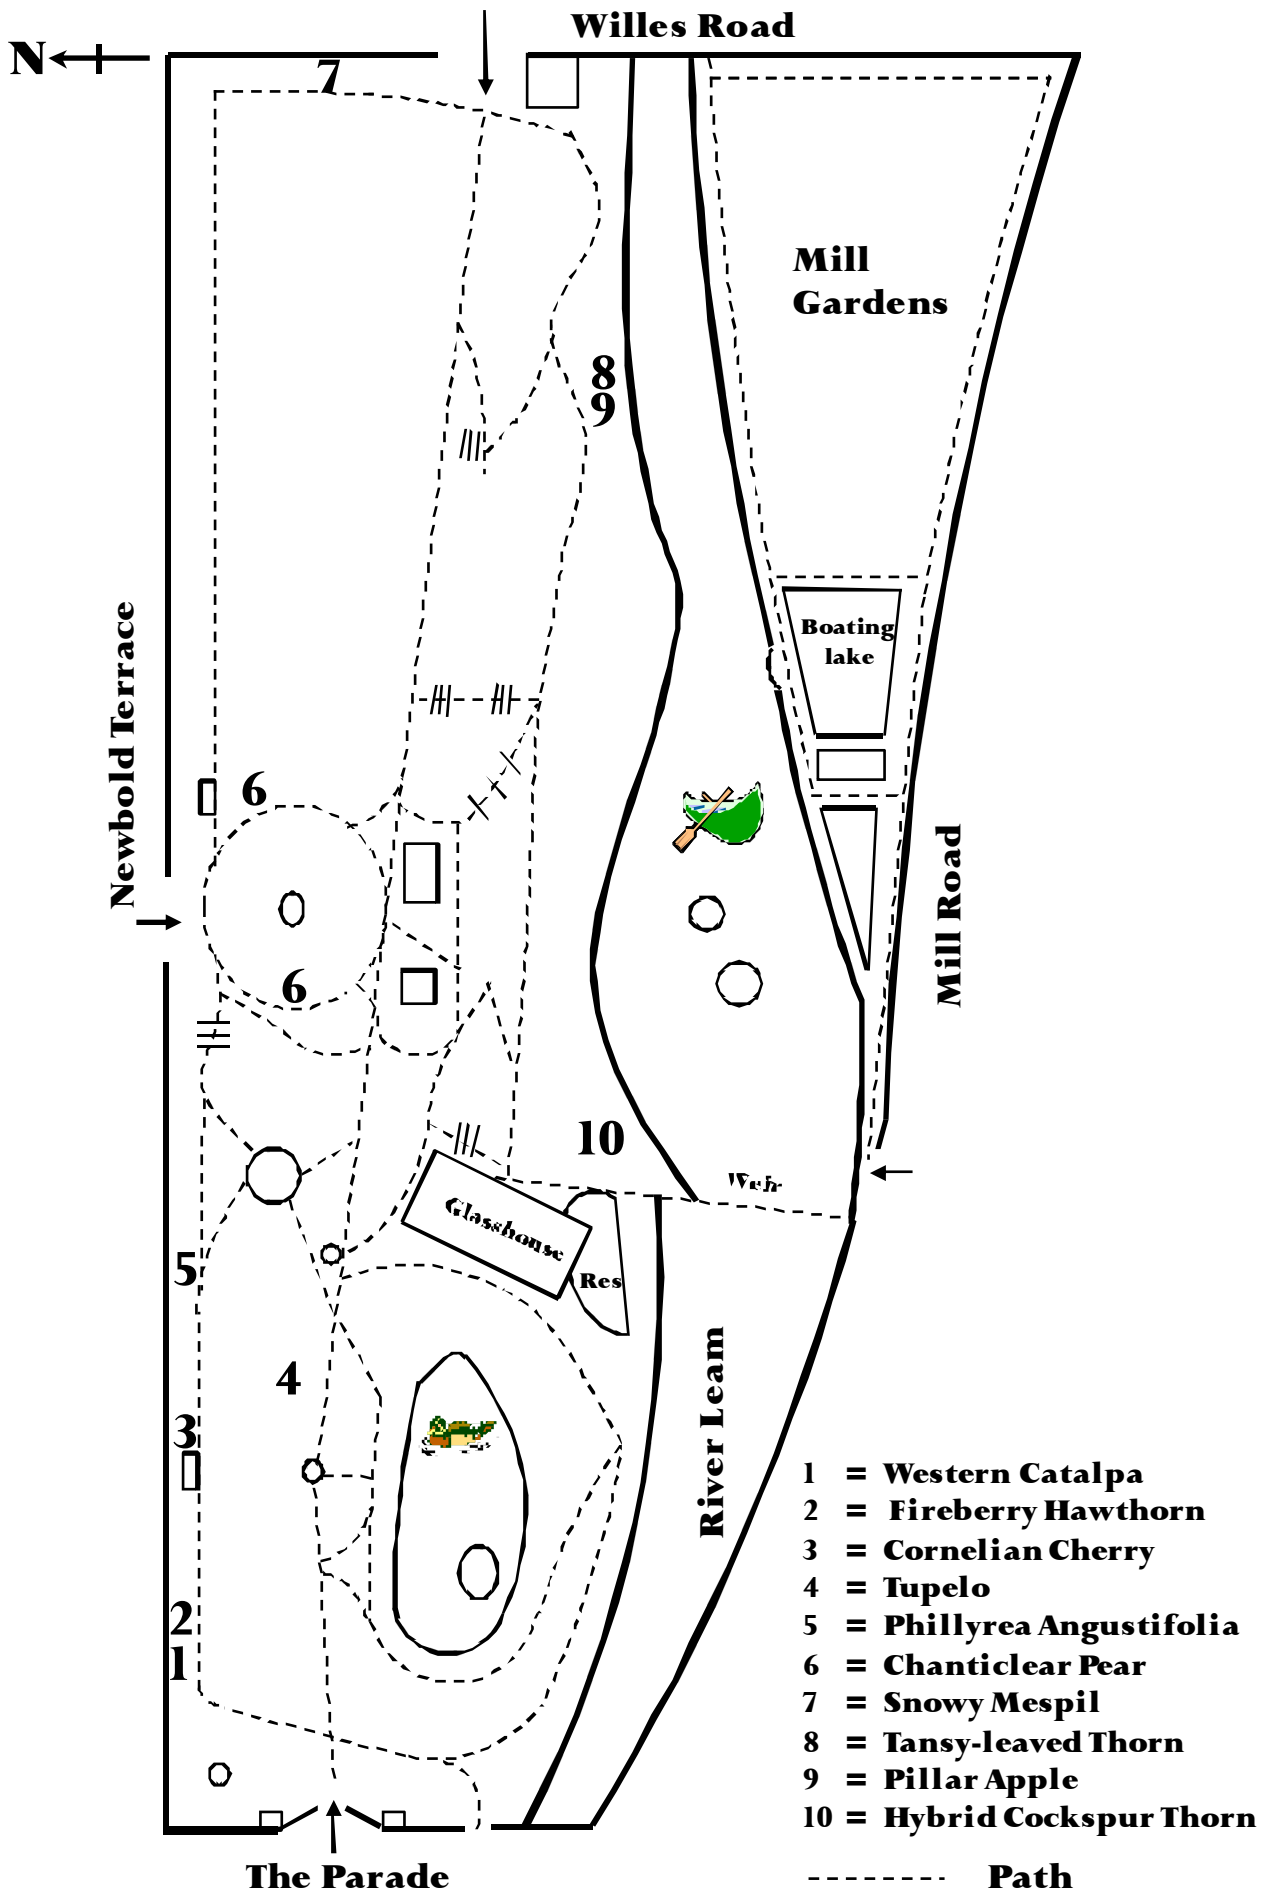 Willes Road
N
7
Mill
Gardens
8
9
Boating
lake
Newbold Terrace
6
Mill Road
6
10
Weir
Glasshouse
5
Res
4
River Leam
3
2
1
1 = Western Catalpa
2 = Fireberry Hawthorn
3 = Cornelian Cherry
4 = Tupelo
5 = Phillyrea Angustifolia
6 = Chanticlear Pear
7 = Snowy Mespil
8 = Tansy-leaved Thorn
9 = Pillar Apple
10 = Hybrid Cockspur Thorn
The Parade
Path